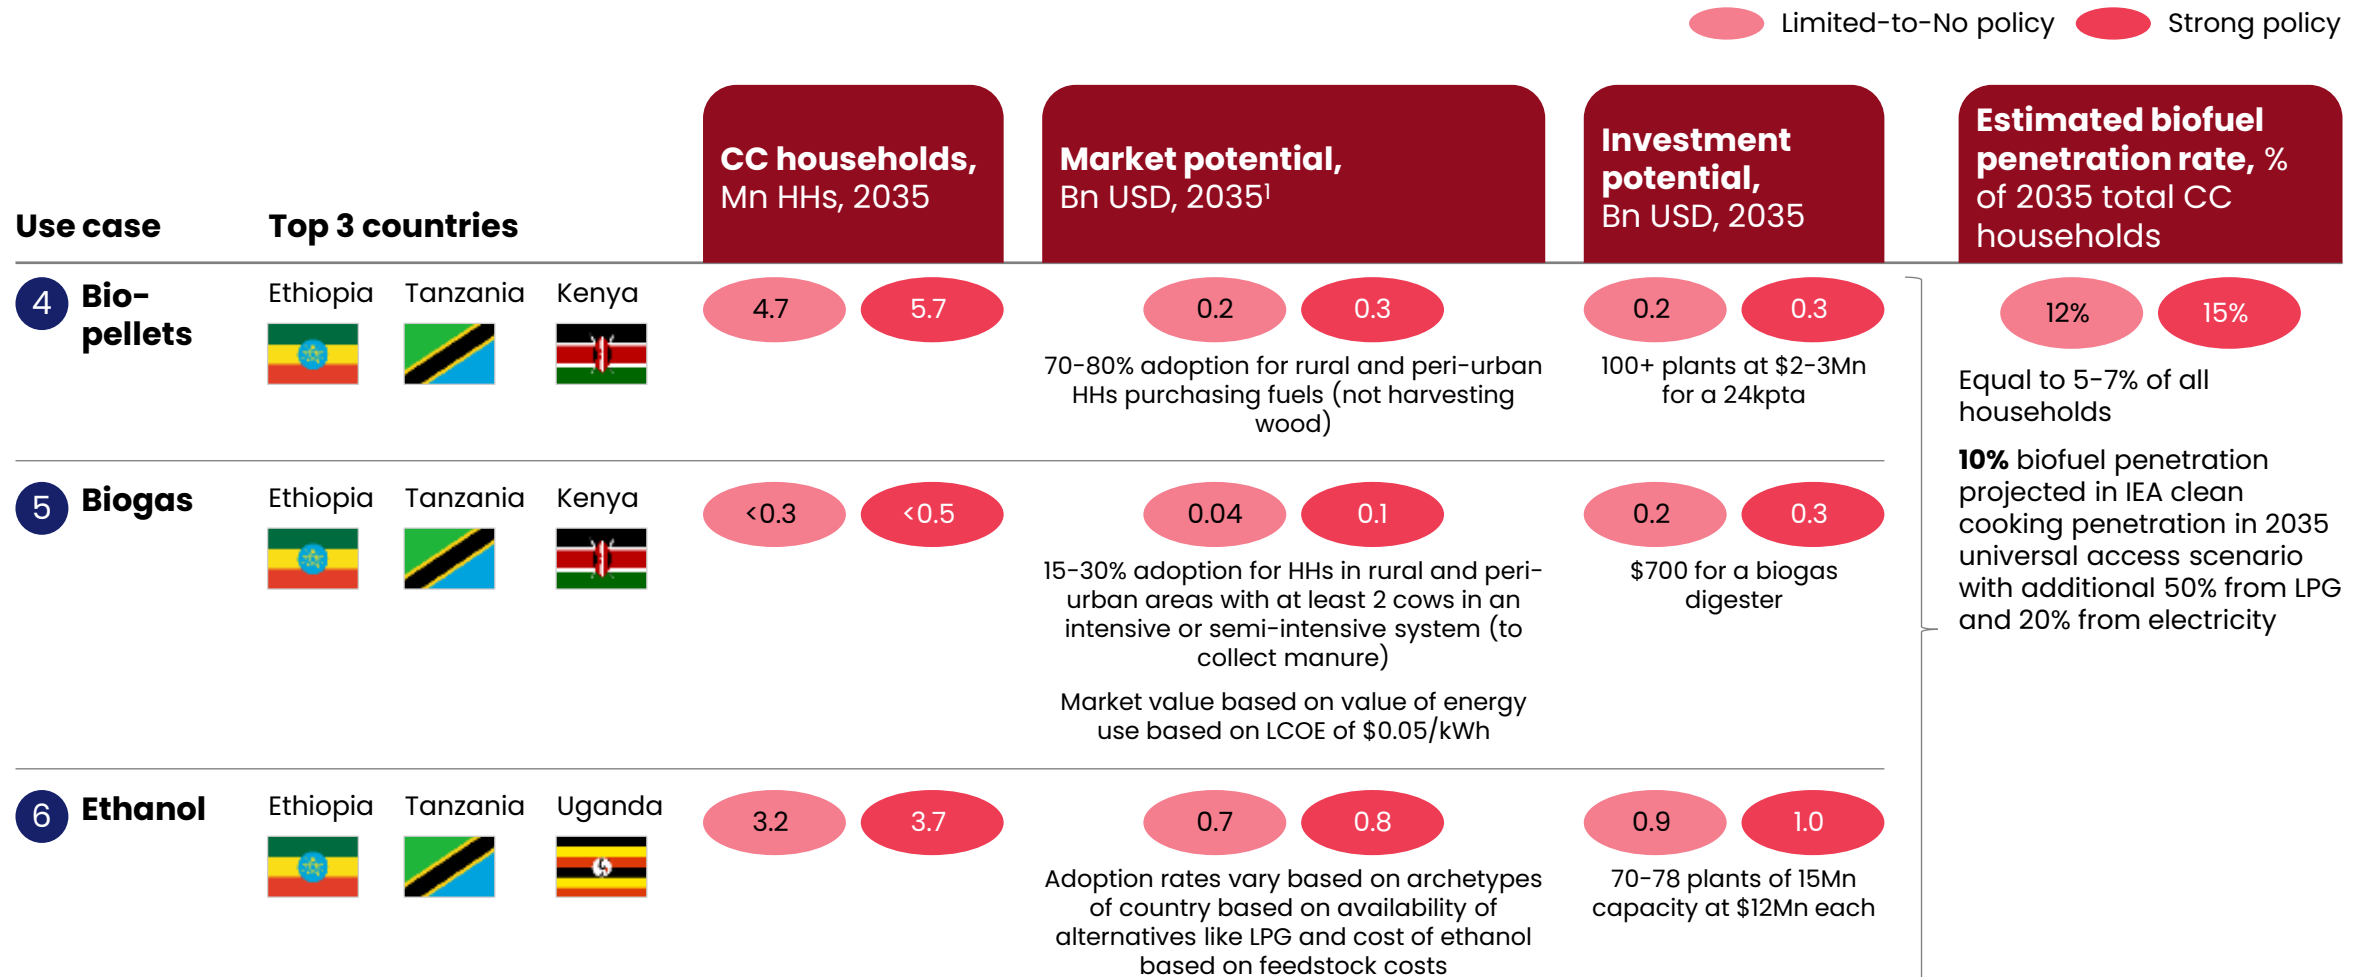 Limited-to-No policy
Strong policy
Use case
Top 3 countries
CC households,
Mn HHs, 2035
Market potential,
Bn USD, 2035¹
Investment
potential,
Bn USD, 2035
Estimated biofuel
penetration rate, %
of 2035 total CC
households
4
Bio-
pellets
Ethiopia
Tanzania
Kenya
4.7
5.7
0.2
0.3
70-80% adoption for rural and peri-urban
HHs purchasing fuels (not harvesting
wood)
0.2
0.3
100+ plants at $2-3Mn
for a 24kpta
12%
15%
Equal to 5-7% of all
households
10% biofuel penetration
projected in IEA clean
cooking penetration in 2035
universal access scenario
with additional 50% from LPG
and 20% from electricity
5
Biogas
Ethiopia
Tanzania
Kenya
<0.3
<0.5
0.04
0.1
15-30% adoption for HHs in rural and peri-
urban areas with at least 2 cows in an
intensive or semi-intensive system (to
collect manure)
Market value based on value of energy
use based on LCOE of $0.05/kWh
0.2
0.3
$700 for a biogas
digester
6
Ethanol
Ethiopia
Tanzania
Uganda
3.2
3.7
0.7
0.8
Adoption rates vary based on archetypes
of country based on availability of
alternatives like LPG and cost of ethanol
based on feedstock costs
0.9
1.0
70-78 plants of 15Mn
capacity at $12Mn each